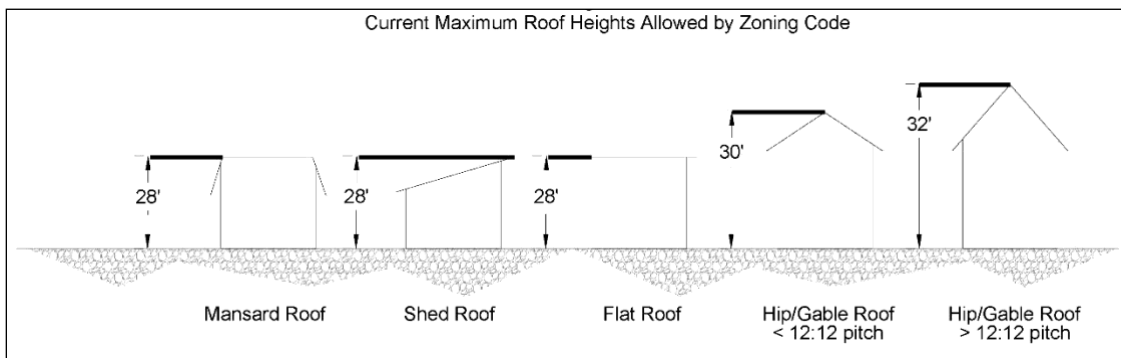 Current Maximum Roof Heights Allowed by Zoning Code
28'
28'
28'
30'
32'
Mansard Roof
Shed Roof
Flat Roof
Hip/Gable Roof
< 12:12 pitch
Hip/Gable Roof
> 12:12 pitch